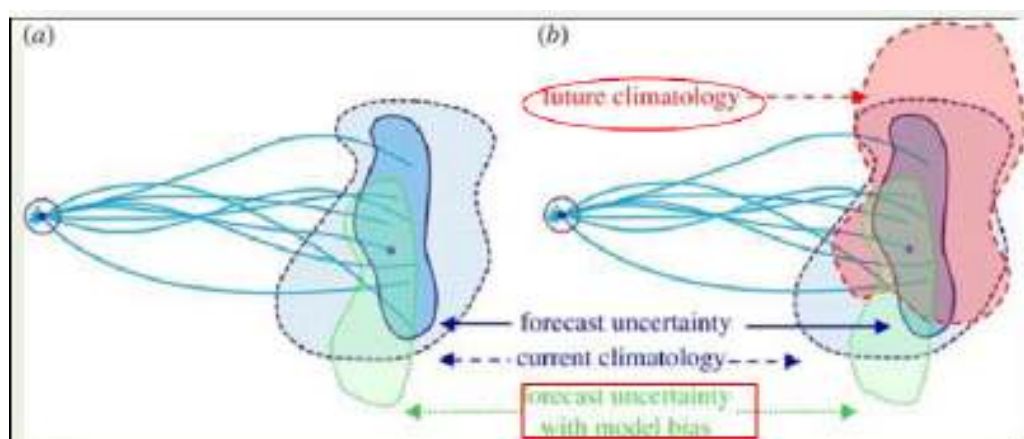 (a)
(b)
future climatology
forecast uncertainty
current climatology
forecast uncertainty
with model bias